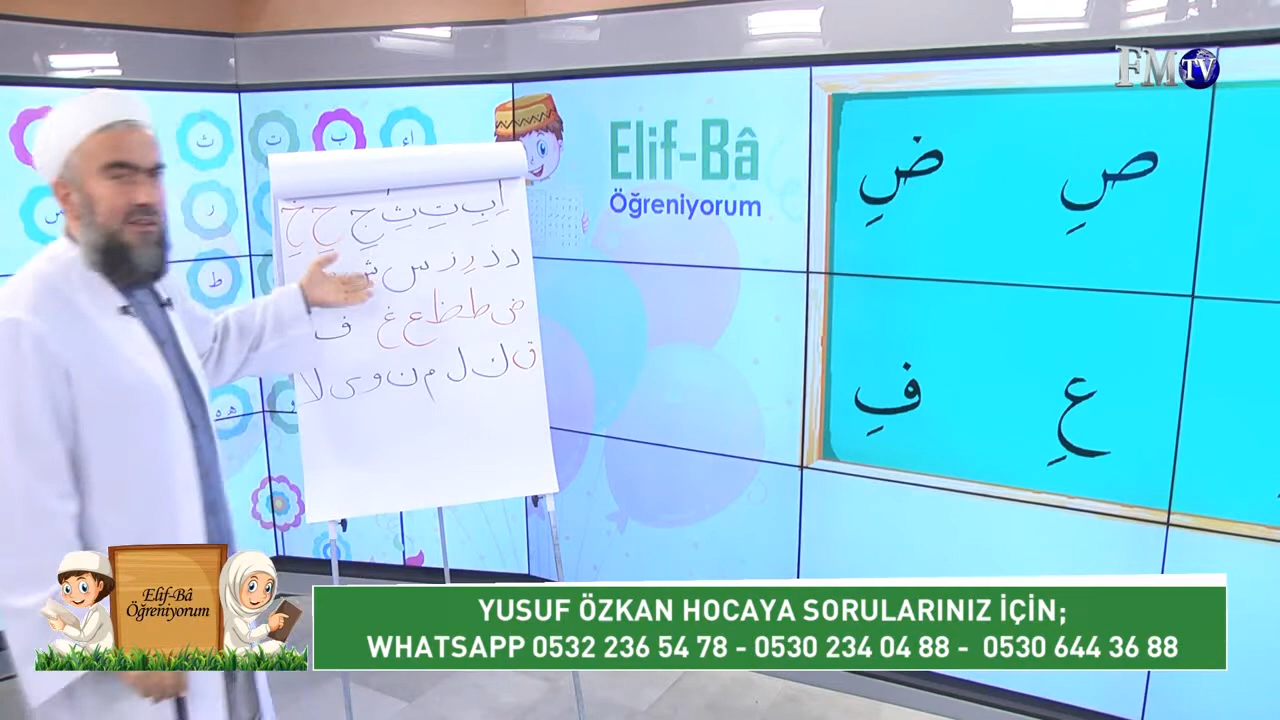 FM TV
Elif-Bâ
Öğreniyorum
ث ت ب
ر
ط
ه ه و
اِ بِ تِ ثِ جِ حِ خِ
د ذ رِ ز س ش
ض ط ظ ع غ ف
ق ك ل م ن و ى لا
صِ ضِ
عِ فِ
Elif-Bâ
Öğreniyorum
YUSUF ÖZKAN HOCAYA SORULARINIZ İÇİN;
WHATSAPP 0532 236 54 78 - 0530 234 04 88 - 0530 644 36 88